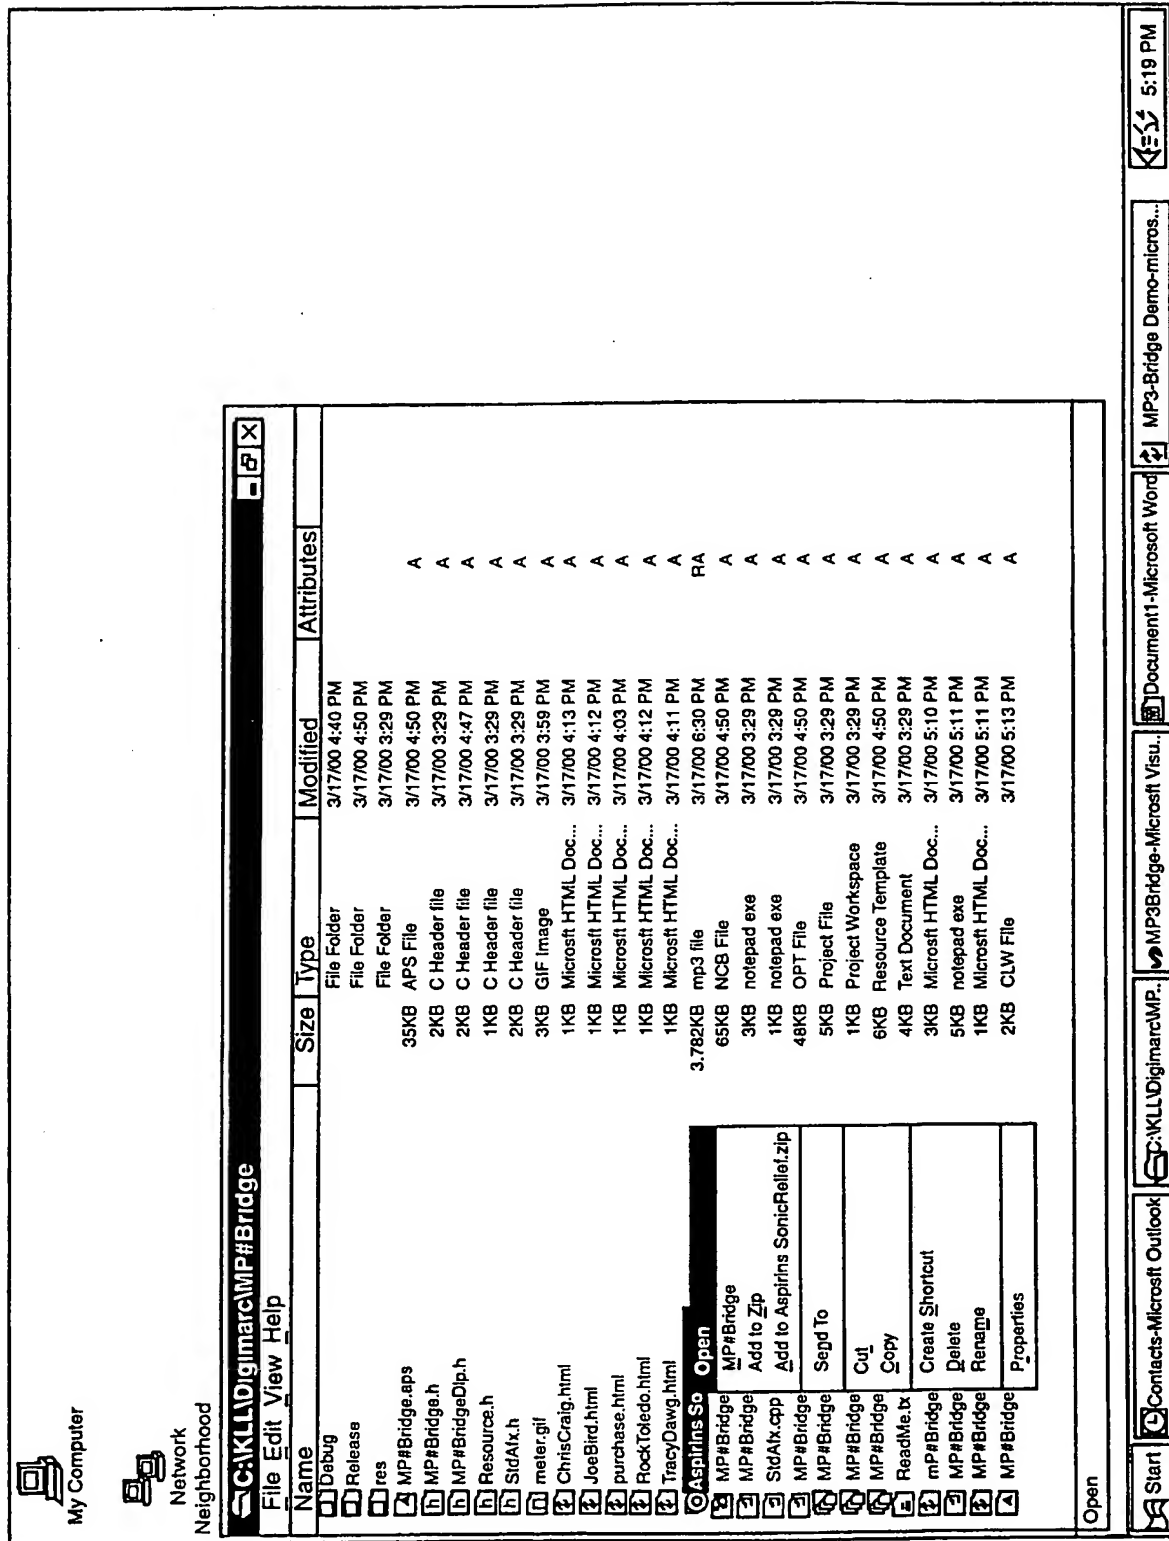 My Computer
Network
Neighborhood
C:\KLL\Digimarc\MP#Bridge
File Edit View Help
Name Size Type Modified Attributes
Debug File Folder 3/17/00 4:40 PM
Release File Folder 3/17/00 4:50 PM
res File Folder 3/17/00 3:29 PM
MP#Bridge.aps 35KB APS File 3/17/00 4:50 PM A
MP#Bridge.h 2KB C Header file 3/17/00 3:29 PM A
MP#BridgeDlp.h 2KB C Header file 3/17/00 4:47 PM A
Resource.h 1KB C Header file 3/17/00 3:29 PM A
StdAfx.h 2KB C Header file 3/17/00 3:29 PM A
meter.gif 3KB GIF Image 3/17/00 3:59 PM A
ChrisCraig.html 1KB Microsft HTML Doc... 3/17/00 4:13 PM A
JoeBird.html 1KB Microsft HTML Doc... 3/17/00 4:12 PM A
purchase.html 1KB Microsft HTML Doc... 3/17/00 4:03 PM A
RockToledo.html 1KB Microsft HTML Doc... 3/17/00 4:12 PM A
TracyDawg.html 1KB Microsft HTML Doc... 3/17/00 4:11 PM A
Aspirins So Open 3.782KB mp3 file 3/17/00 6:30 PM RA
MP#Bridge MP#Bridge 65KB NCB File 3/17/00 4:50 PM A
MP#Bridge Add to Zip 3KB notepad exe 3/17/00 3:29 PM A
StdAfx.cpp Add to Aspirins SonicRelief.zip 1KB notepad exe 3/17/00 3:29 PM A
MP#Bridge 48KB OPT File 3/17/00 4:50 PM A
MP#Bridge Send To 5KB Project File 3/17/00 3:29 PM A
MP#Bridge Cut 1KB Project Workspace 3/17/00 3:29 PM A
MP#Bridge Copy 6KB Resource Template 3/17/00 4:50 PM A
ReadMe.tx 4KB Text Document 3/17/00 3:29 PM A
mP#Bridge Create Shortcut 3KB Microsft HTML Doc... 3/17/00 5:10 PM A
MP#Bridge Delete 5KB notepad exe 3/17/00 5:11 PM A
MP#Bridge Rename 1KB Microsft HTML Doc... 3/17/00 5:11 PM A
MP#Bridge Properties 2KB CLW File 3/17/00 5:13 PM A
Open
Start Contacts-Microsft Outlook C:\KLL\Digimarc\MP.. MP3Bridge-Microsft Visu.. Document1-Microsoft Word MP3-Bridge Demo-micros... 5:19 PM